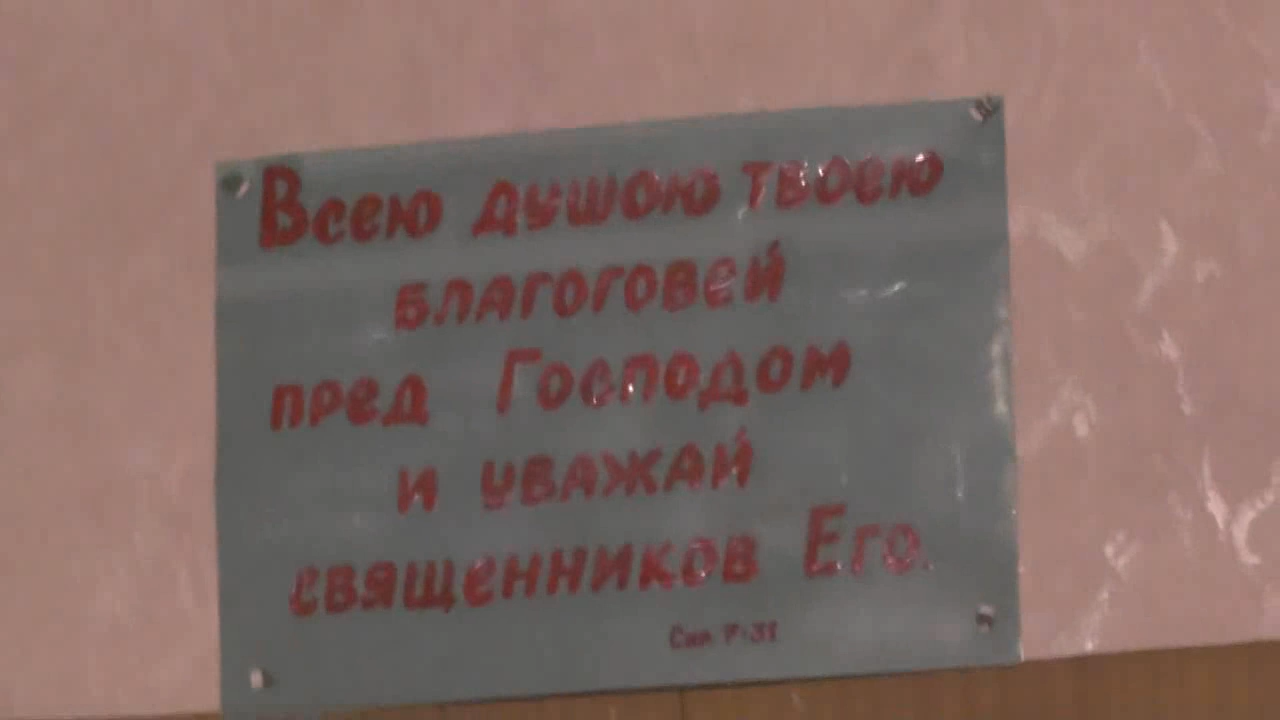 Всею душою твоею
благоговей
пред Господом
и уважай
священников Его.
Сир. 7:31